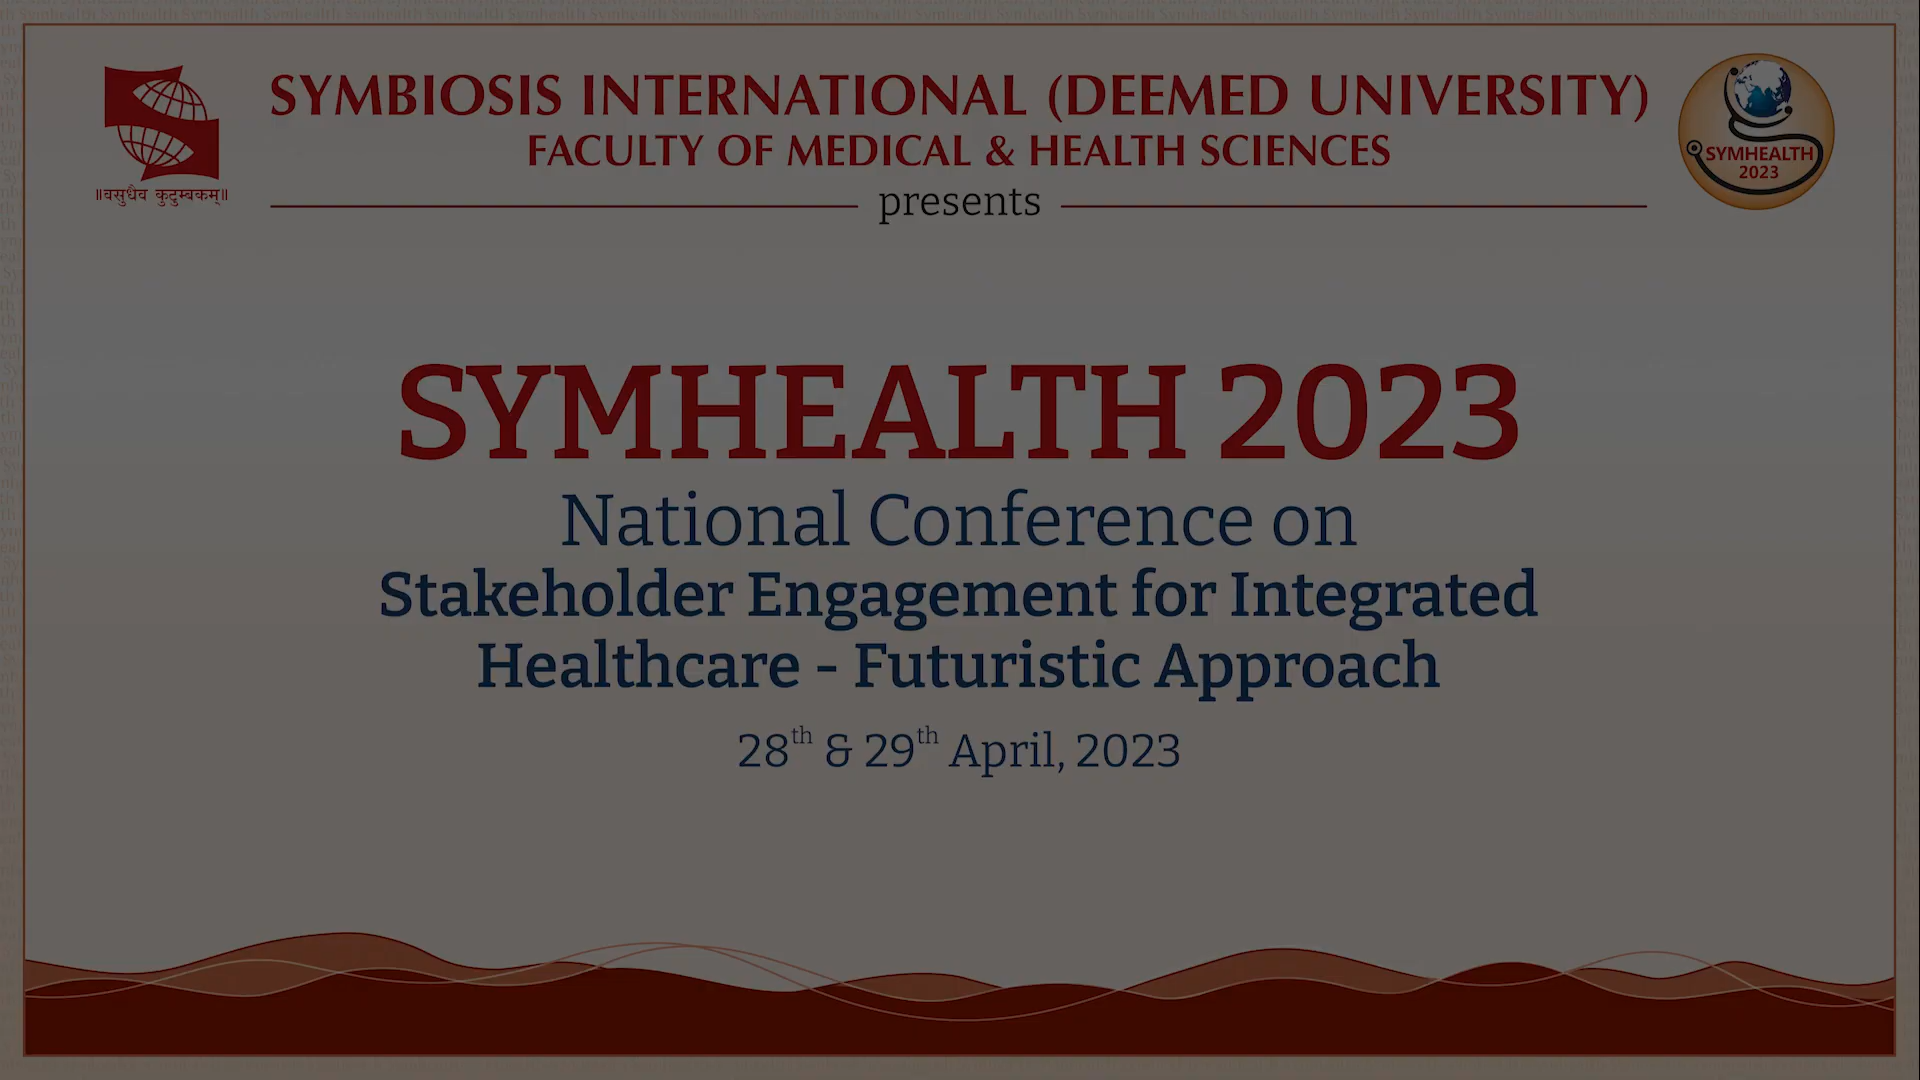 SYMBIOSIS INTERNATIONAL (DEEMED UNIVERSITY)
FACULTY OF MEDICAL & HEALTH SCIENCES
presents
॥वसुधैव कुटुम्बकम्॥
SYMHEALTH
2023
SYMHEALTH 2023
National Conference on
Stakeholder Engagement for Integrated
Healthcare - Futuristic Approach
28th & 29th April, 2023